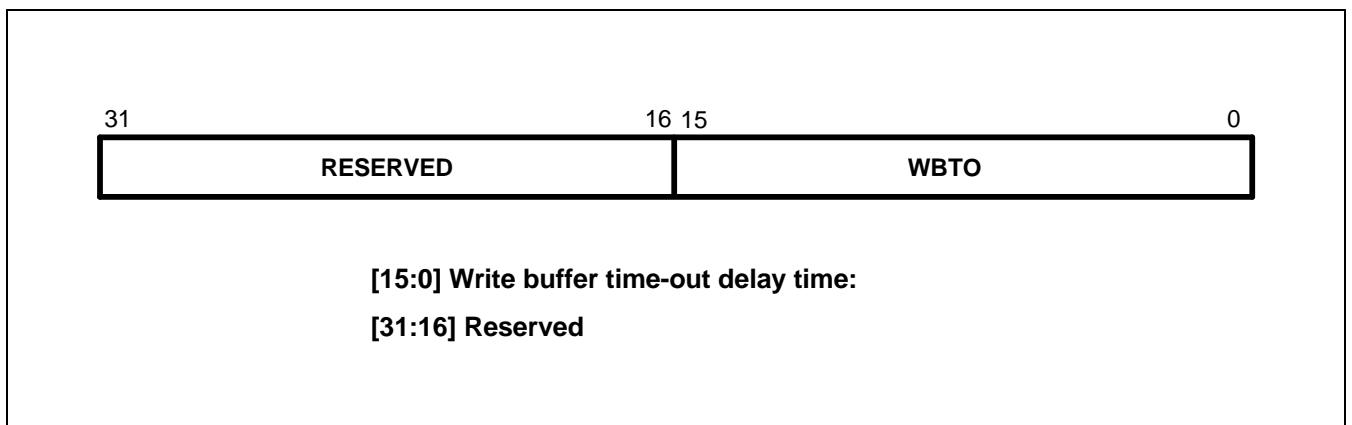 31 16 15 0
RESERVED WBTO
[15:0] Write buffer time-out delay time:
[31:16] Reserved